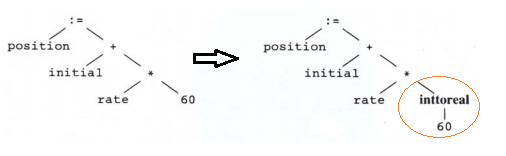 := :=
position + position +
initial * initial *
rate 60 rate inttoreal
60